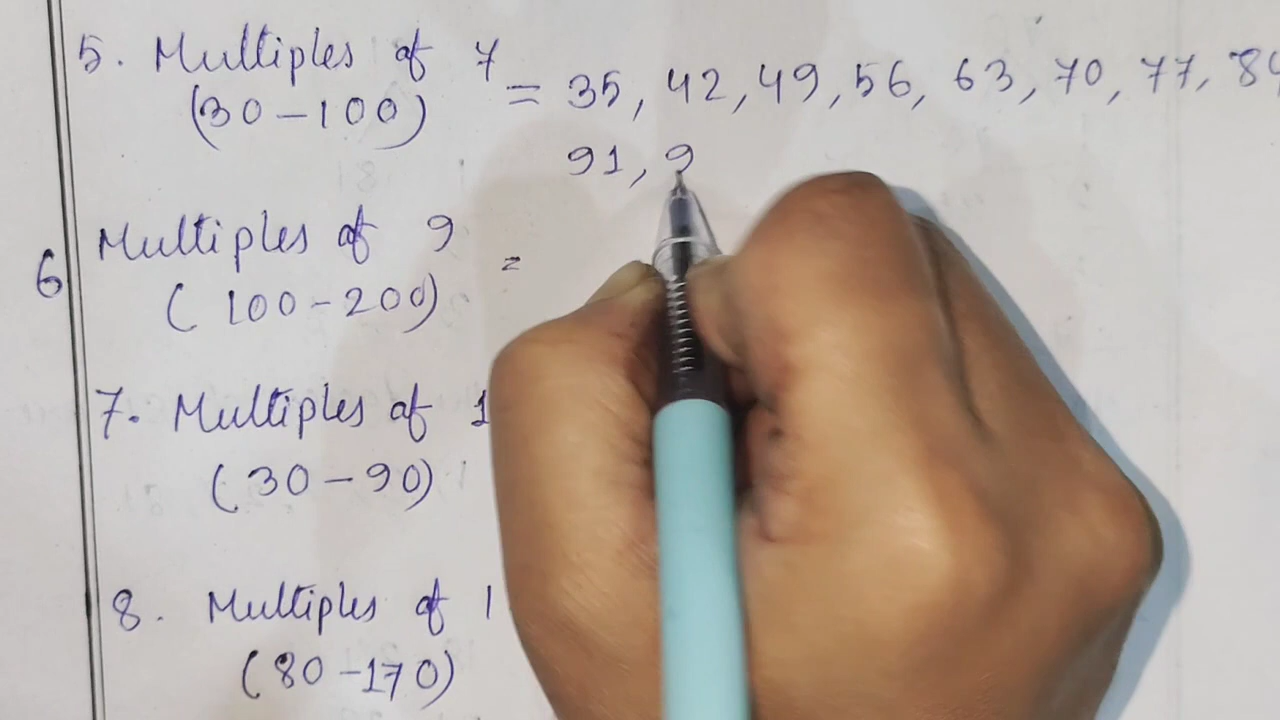 5. Multiples of 7 = 35, 42, 49, 56, 63, 70, 77, 84
(30-100)
91, 9
6 Multiples of 9 =
(100-200)
7. Multiples of 1
(30-90)
8. Multiples of 1
(80-170)